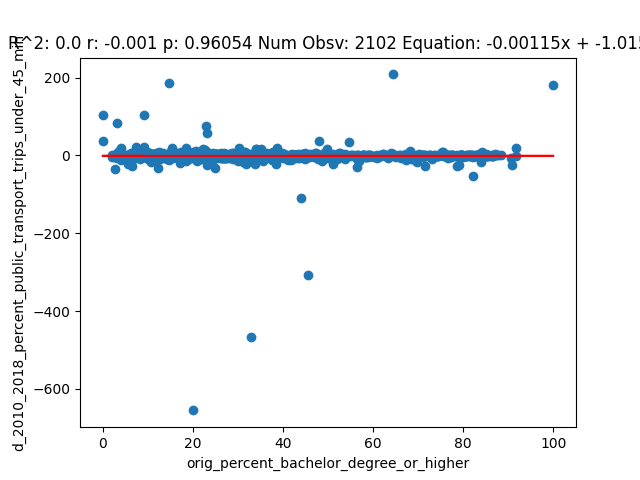 R^2: 0.0 r: -0.001 p: 0.96054 Num Obsv: 2102 Equation: -0.00115x + -1.015
d_2010_2018_percent_public_transport_trips_under_45_min
200
0
−200
−400
−600
0 20 40 60 80 100
orig_percent_bachelor_degree_or_higher